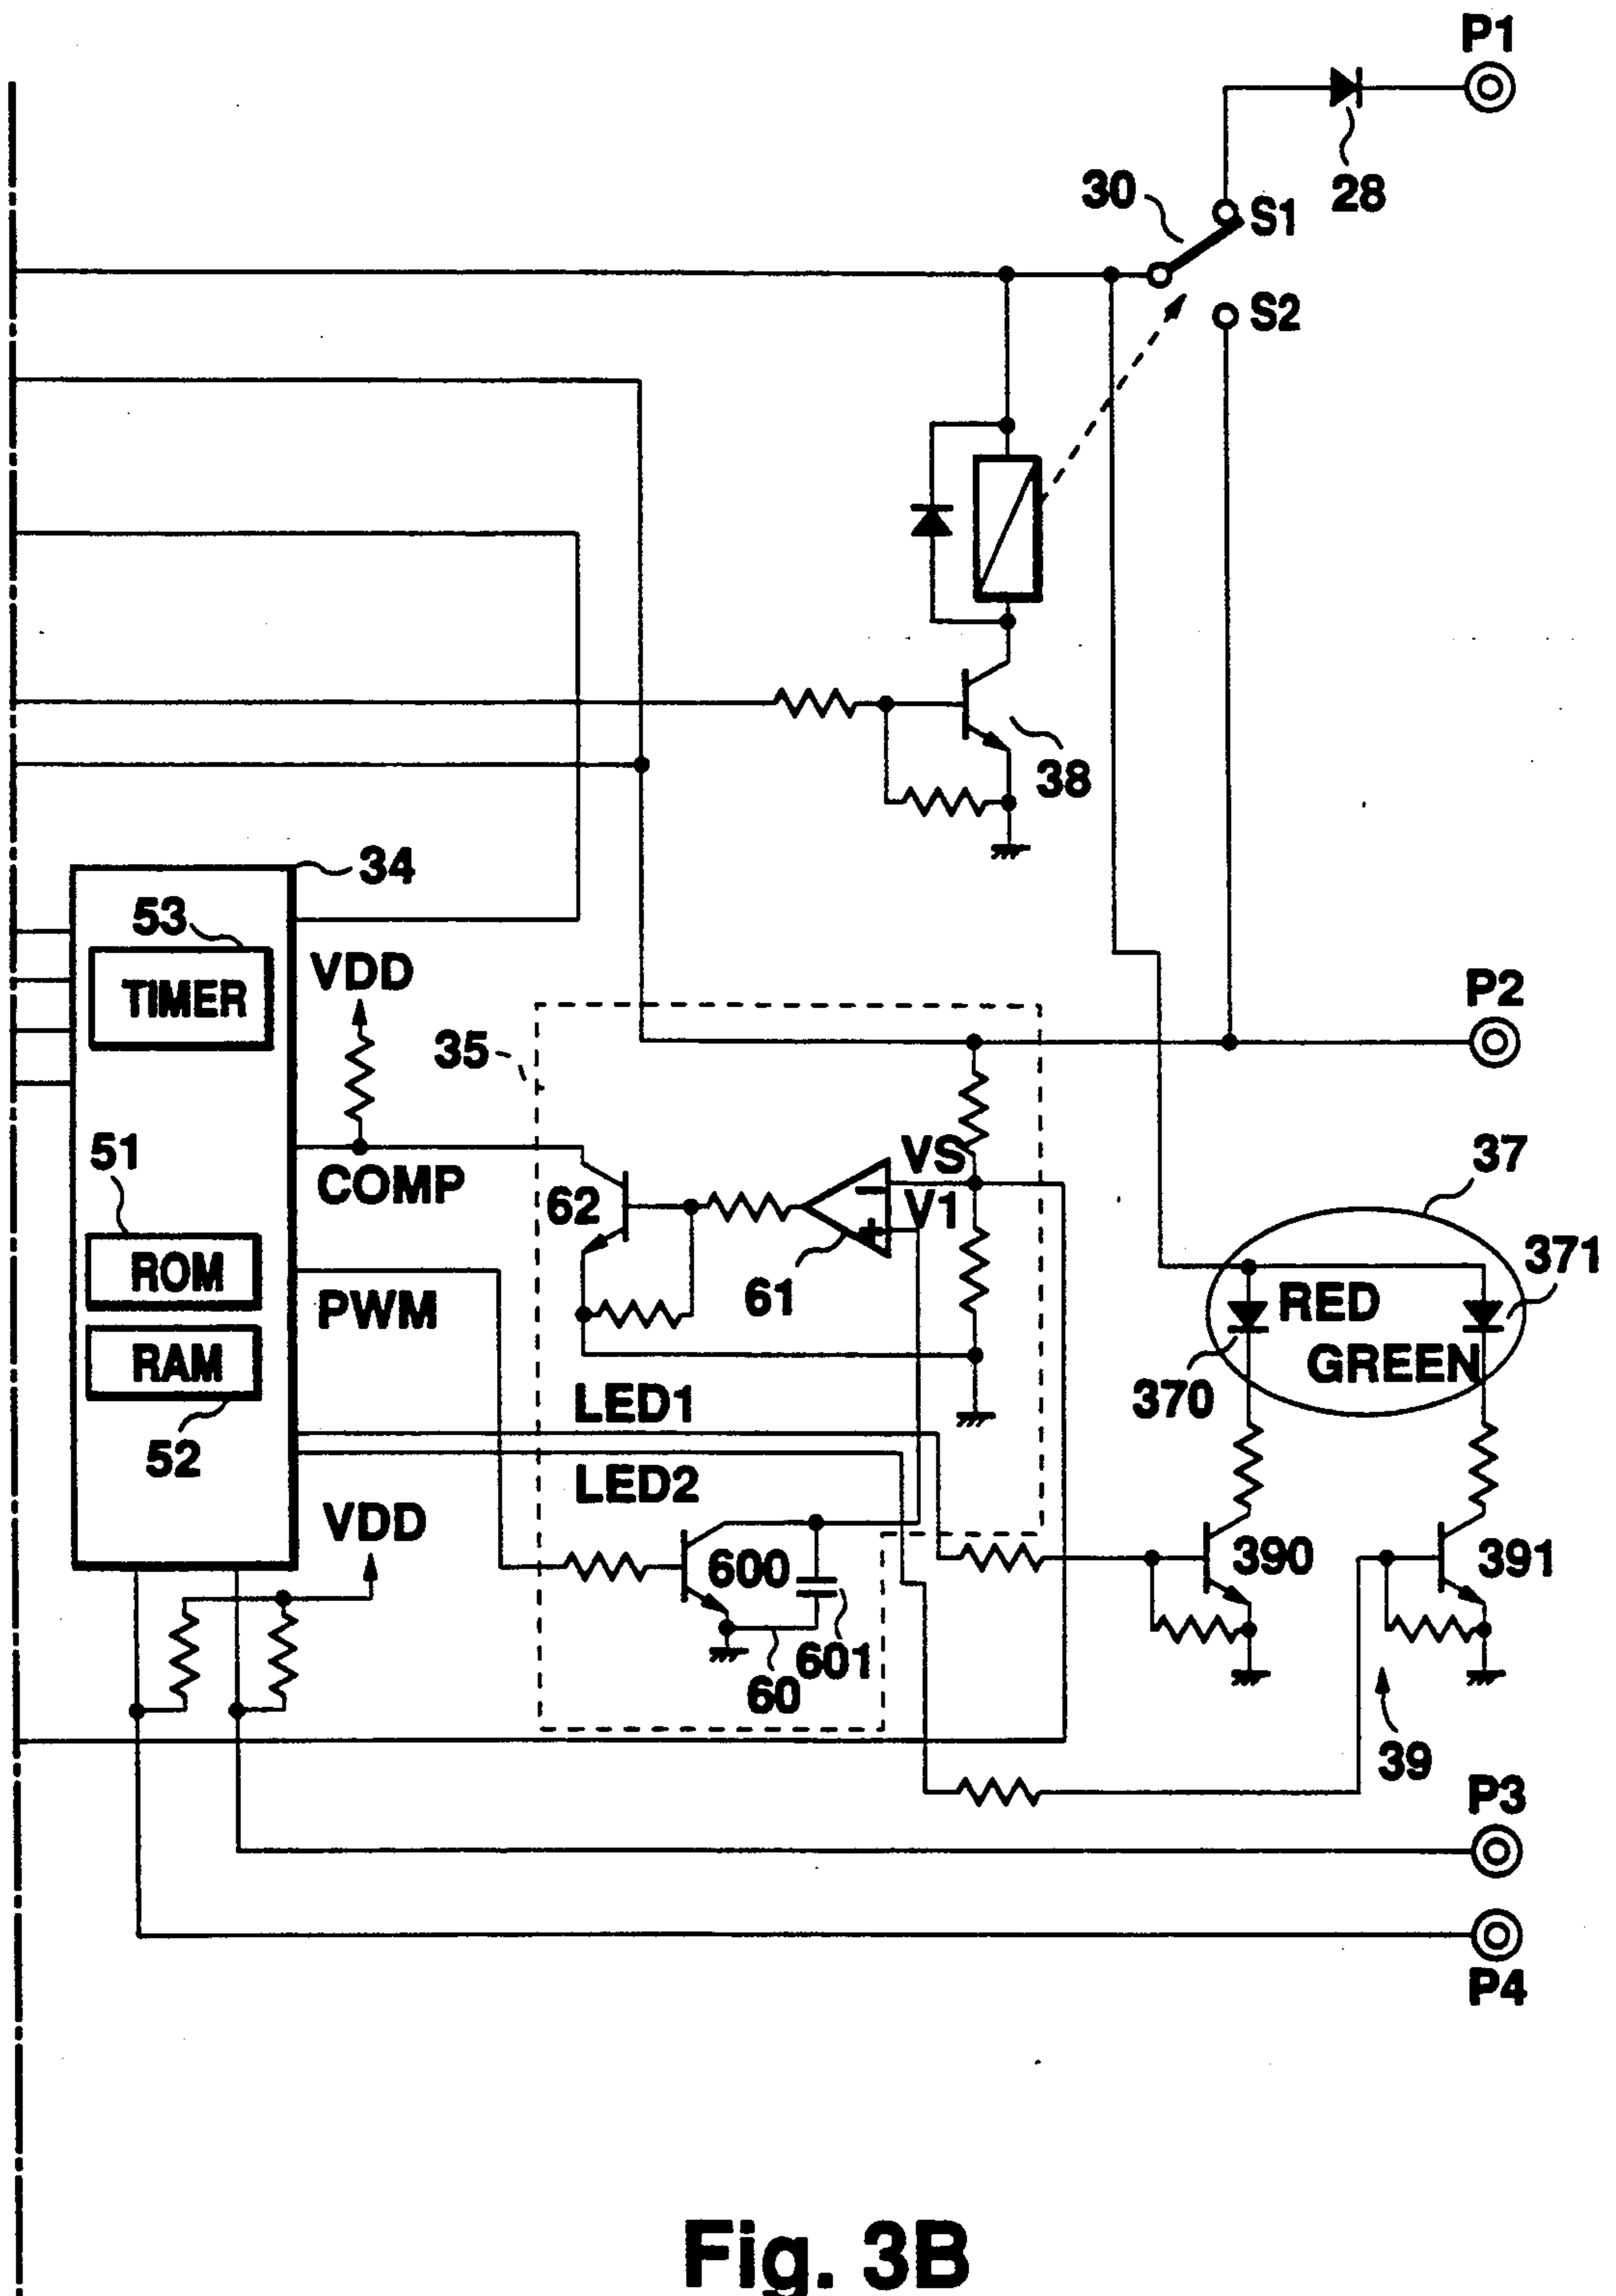 P1
28
30
S1
S2
38
34
53
TIMER
VDD
P2
35
51
COMP
62
VS
V1
61
37
371
ROM
PWM
RED
GREEN
370
RAM
52
LED1
LED2
VDD
600
601
60
390
391
39
P3
P4
Fig. 3B